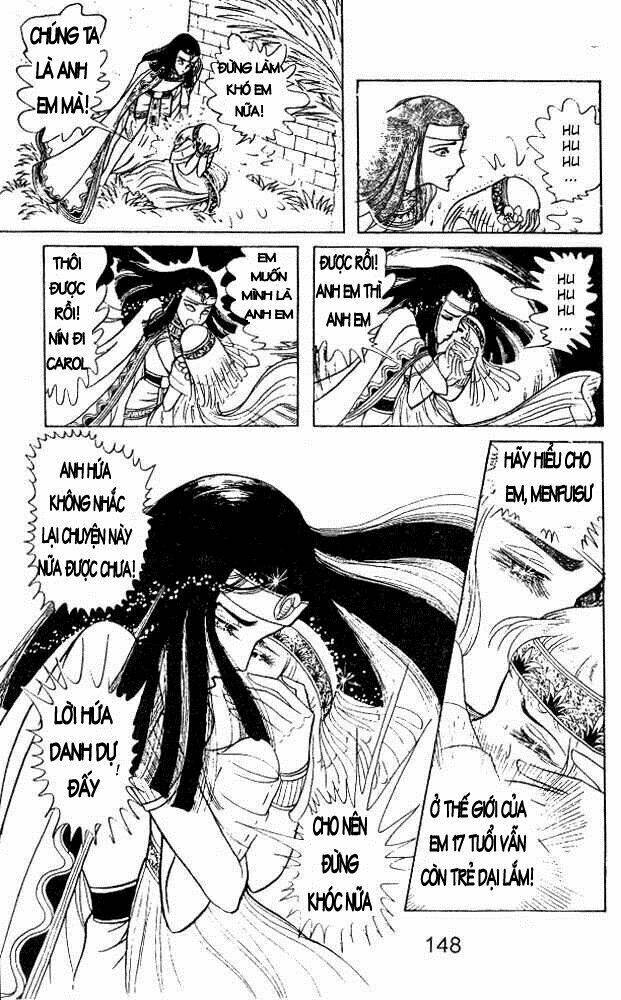 CHÚNG TA
LÀ ANH
EM MÀ!
ĐỪNG LÀM
KHÓ EM
NỮA!
HU
HU
HU
...
THÔI
ĐƯỢC
RỒI!
NÍN ĐI
CAROL
EM
MUỐN
MÌNH LÀ
ANH EM
ĐƯỢC RỒI!
ANH EM THÌ
ANH EM
HU
HU
HU
...
ANH HỨA
KHÔNG NHẮC
LẠI CHUYỆN NÀY
NỮA ĐƯỢC CHƯA!
LỜI HỨA
DANH DỰ
ĐẤY!
CHO NÊN
ĐỪNG
KHÓC NỮA
HÃY HIỂU CHO
EM, MENFUISƯ
Ở THẾ GIỚI CỦA
EM 17 TUỔI VẪN
CÒN TRẺ DẠI LẮM!
148